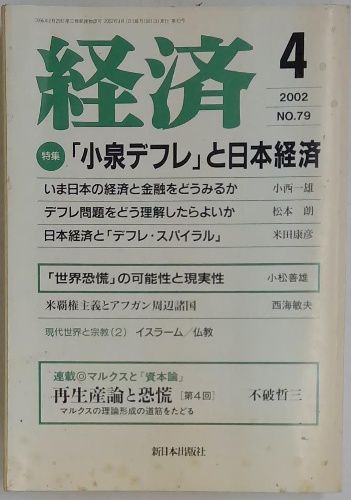 経済
4
2002
NO.79
特集
「小泉デフレ」と日本経済
いま日本の経済と金融をどうみるか 小西一雄
デフレ問題をどう理解したらよいか 松本 朗
日本経済と「デフレ・スパイラル」 米田康彦
「世界恐慌」の可能性と現実性 小松善雄
米覇権主義とアフガン周辺諸国 西海敏夫
現代世界と宗教(2) イスラーム/仏教
連載@マルクスと『資本論』
再生産論と恐慌[第4回] 不破哲三
マルクスの理論形成の道筋をたどる
新日本出版社